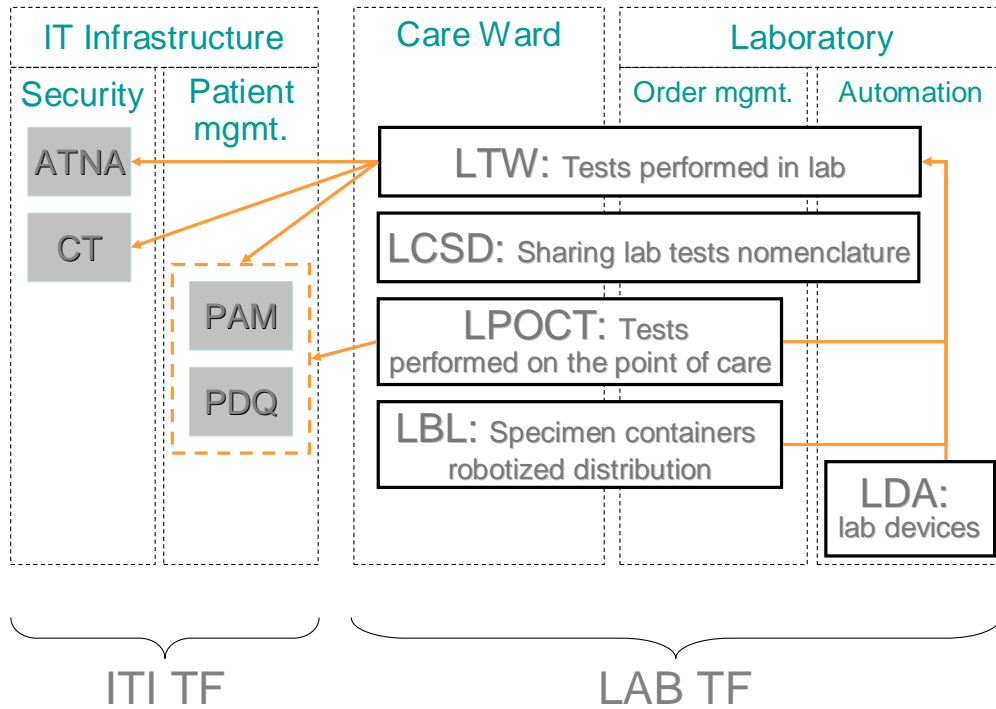 IT Infrastructure
Care Ward
Laboratory
Security
Patient
mgmt.
Order mgmt.
Automation
ATNA
LTW: Tests performed in lab
CT
LCSD: Sharing lab tests nomenclature
PAM
LPOCT: Tests
performed on the point of care
PDQ
LBL: Specimen containers
robotized distribution
LDA:
lab devices
ITI TF
LAB TF